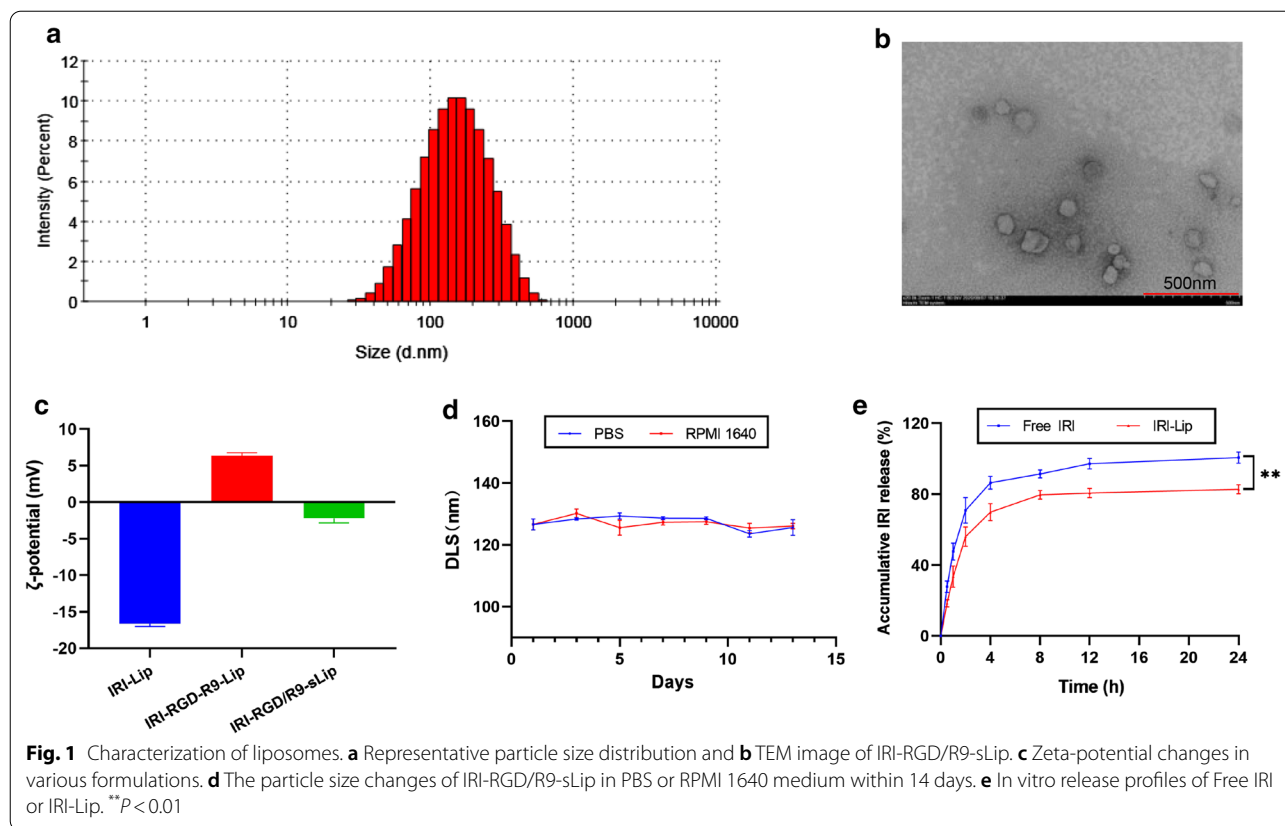 a
12
10
8
6
4
2
0
Intensity (Percent)
1 10 100 1000 10000
Size (d.nm)
b
500nm
c
10
5
0
-5
-10
-15
-20
ζ-potential (mV)
IRI-Lip
IRI-RGD-R9-Lip
IRI-RGD/R9-sLip
d
PBS RPMI 1640
160
140
120
100
DLS(nm)
0 5 10 15
Days
e
Free IRI IRI-Lip
120
80
40
0
Accumulative IRI release (%)
**
0 4 8 12 16 20 24
Time (h)
Fig. 1 Characterization of liposomes. a Representative particle size distribution and b TEM image of IRI-RGD/R9-sLip. c Zeta-potential changes in
various formulations. d The particle size changes of IRI-RGD/R9-sLip in PBS or RPMI 1640 medium within 14 days. e In vitro release profiles of Free IRI
or IRI-Lip. **P < 0.01